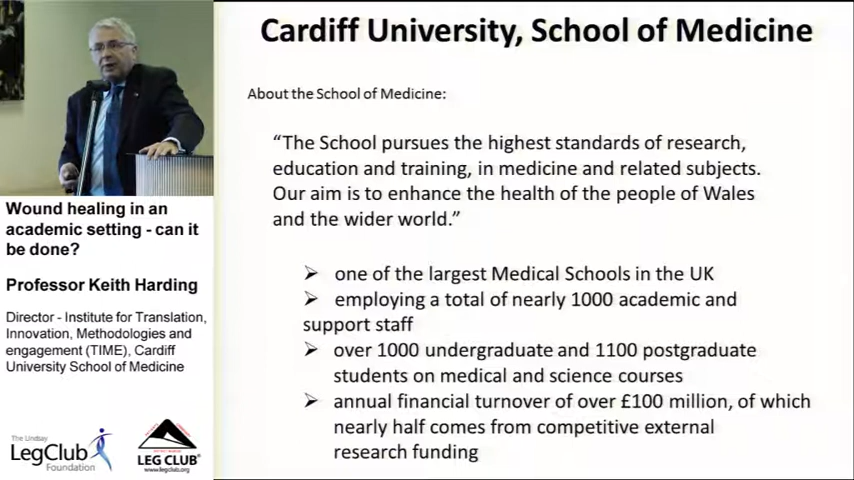 Cardiff University, School of Medicine
About the School of Medicine:
“The School pursues the highest standards of research,
education and training, in medicine and related subjects.
Our aim is to enhance the health of the people of Wales
and the wider world.”
➢ one of the largest Medical Schools in the UK
➢ employing a total of nearly 1000 academic and
support staff
➢ over 1000 undergraduate and 1100 postgraduate
students on medical and science courses
➢ annual financial turnover of over £100 million, of which
nearly half comes from competitive external
research funding
Wound healing in an
academic setting - can it
be done?
Professor Keith Harding
Director - Institute for Translation,
Innovation, Methodologies and
engagement (TIME), Cardiff
University School of Medicine
The Lindsay
LegClub
Foundation
LEG CLUB®
www.legclub.org